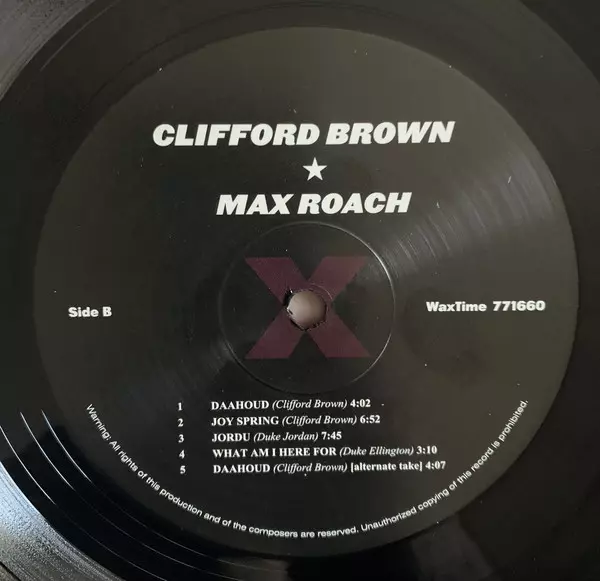 CLIFFORD BROWN
★
MAX ROACH
X
Side B
WaxTime 771660
1 DAAHOUD (Clifford Brown) 4:02
2 JOY SPRING (Clifford Brown) 6:52
3 JORDU (Duke Jordan) 7:45
4 WHAT AM I HERE FOR (Duke Ellington) 3:10
5 DAAHOUD (Clifford Brown) [alternate take] 4:07
Warning: All rights of this production and of the composers are reserved. Unauthorized copying of this record is prohibited.